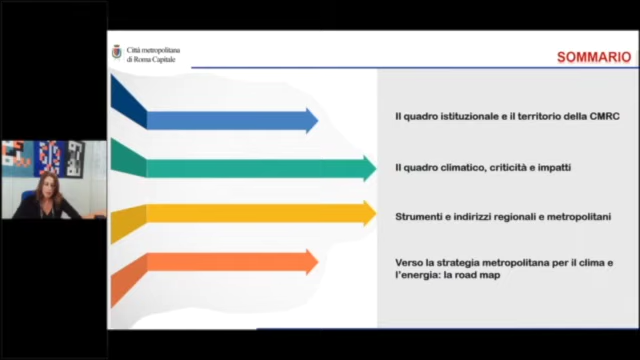 Città metropolitana
di Roma Capitale
SOMMARIO
Il quadro istituzionale e il territorio della CMRC
Il quadro climatico, criticità e impatti
Strumenti e indirizzi regionali e metropolitani
Verso la strategia metropolitana per il clima e
l'energia: la road map